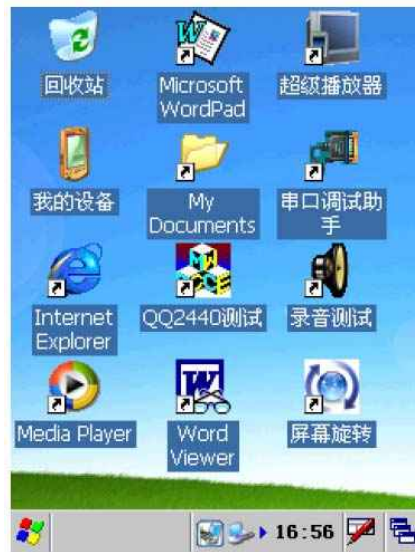 回收站
Microsoft
WordPad
超级播放器
我的设备
My
Documents
串口调试助
手
Internet
Explorer
QQ2440测试
录音测试
Media Player
Word
Viewer
屏幕旋转
16:56